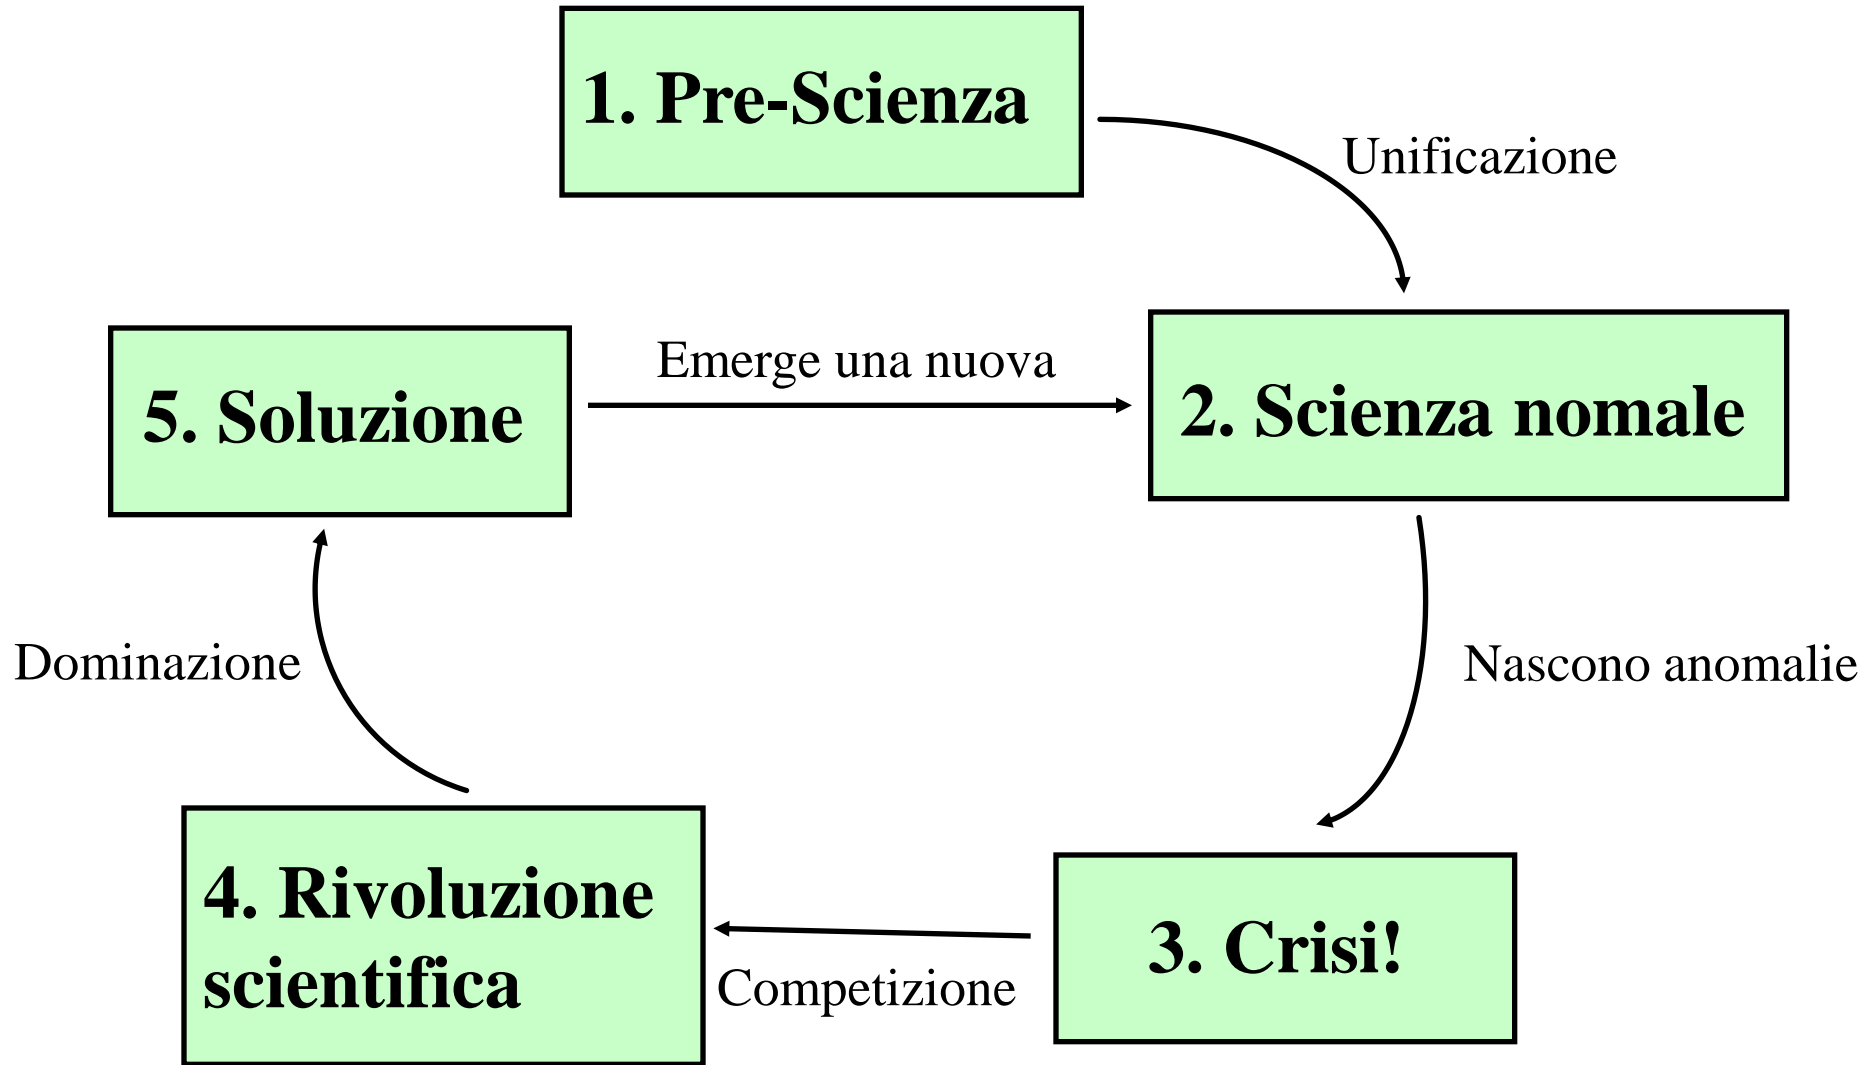 1. Pre-Scienza
Unificazione
Emerge una nuova
5. Soluzione
2. Scienza nomale
Dominazione
Nascono anomalie
4. Rivoluzione
scientifica
Competizione
3. Crisi!